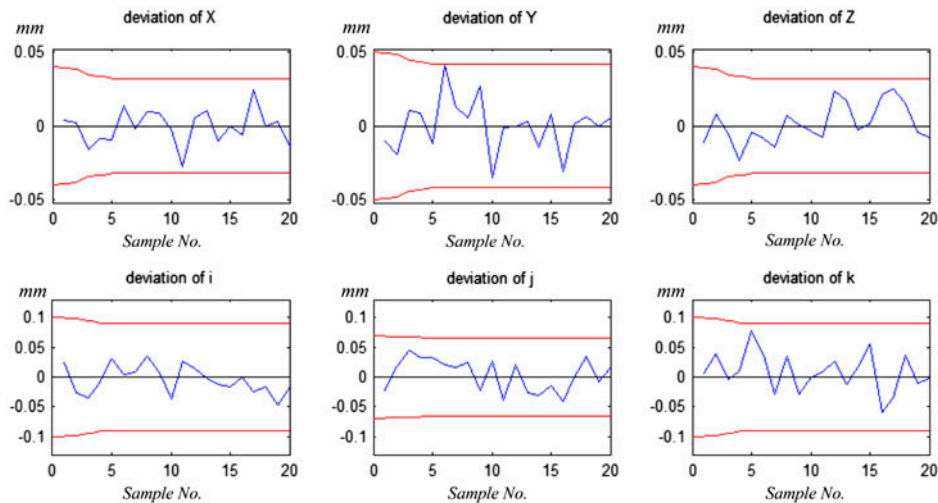 deviation of X
deviation of Y
deviation of Z
mm
mm
mm
0.05
0.05
0.05
0
0
0
-0.05
-0.05
-0.05
0 5 10 15 20
0 5 10 15 20
0 5 10 15 20
Sample No.
Sample No.
Sample No.
deviation of i
deviation of j
deviation of k
mm
mm
mm
0.1
0.1
0.1
0.05
0.05
0.05
0
0
0
-0.05
-0.05
-0.05
-0.1
-0.1
-0.1
0 5 10 15 20
0 5 10 15 20
0 5 10 15 20
Sample No.
Sample No.
Sample No.